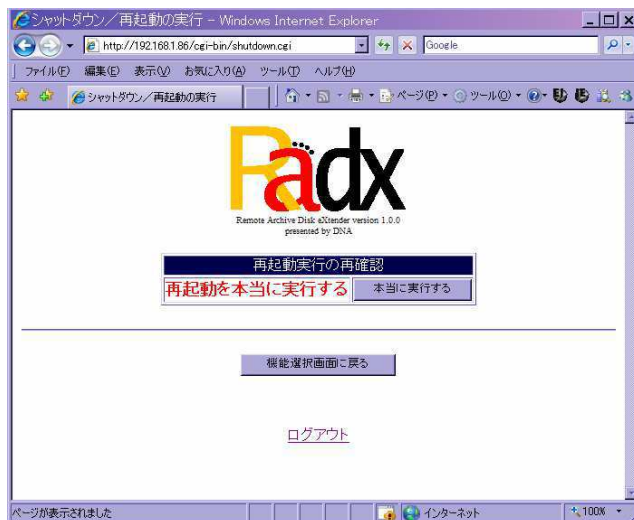 シャットダウン／再起動の実行 - Windows Internet Explorer
http://192.168.1.86/cgi-bin/shutdown.cgi
Google
ファイル(F) 編集(E) 表示(V) お気に入り(A) ツール(T) ヘルプ(H)
シャットダウン／再起動の実行
ページ(P) ツール(O)
Radx
Remote Archive Disk eXtender version 1.0.0
presented by DNA
再起動実行の再確認
再起動を本当に実行する 本当に実行する
機能選択画面に戻る
ログアウト
ページが表示されました インターネット 100%